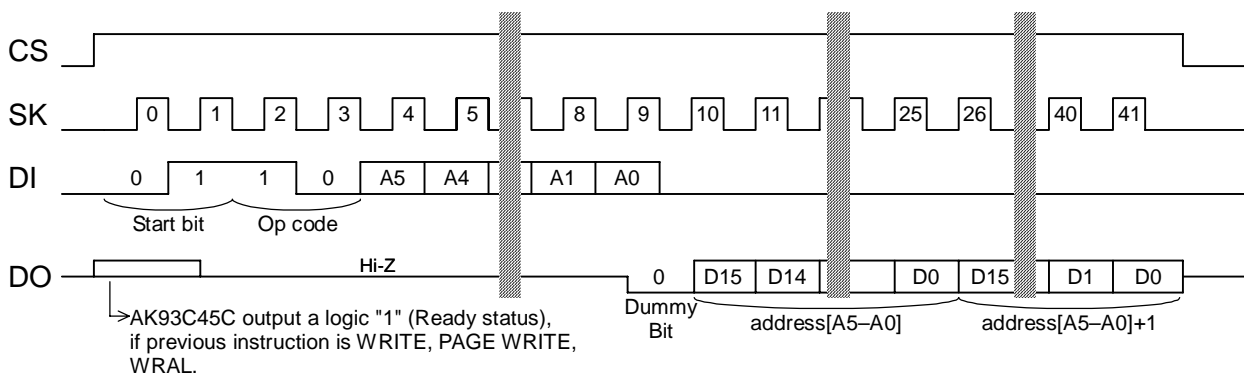 CS
SK 0 1 2 3 4 5 8 9 10 11 25 26 40 41
DI 0 1 1 0 A5 A4 A1 A0
Start bit Op code
DO Hi-Z 0 D15 D14 D0 D15 D1 D0
Dummy
Bit
address[A5–A0] address[A5–A0]+1
AK93C45C output a logic "1" (Ready status),
if previous instruction is WRITE, PAGE WRITE,
WRAL.